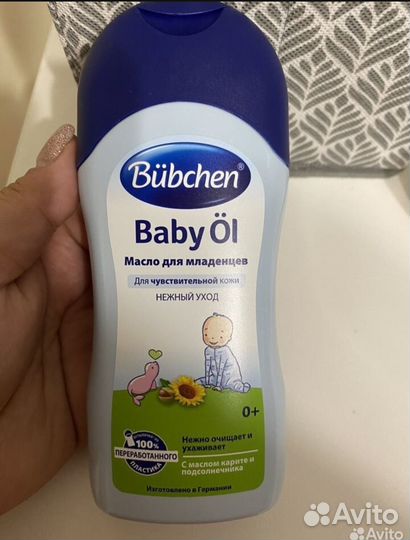 Bübchen®
Baby Öl
Масло для младенцев
Для чувствительной кожи
НЕЖНЫЙ УХОД
0+
100%
ПЕРЕРАБОТАННОГО
ПЛАСТИКА
Нежно очищает и
ухаживает
С маслом карите и
подсолнечника
Изготовлено в Германии
Avito
Avito